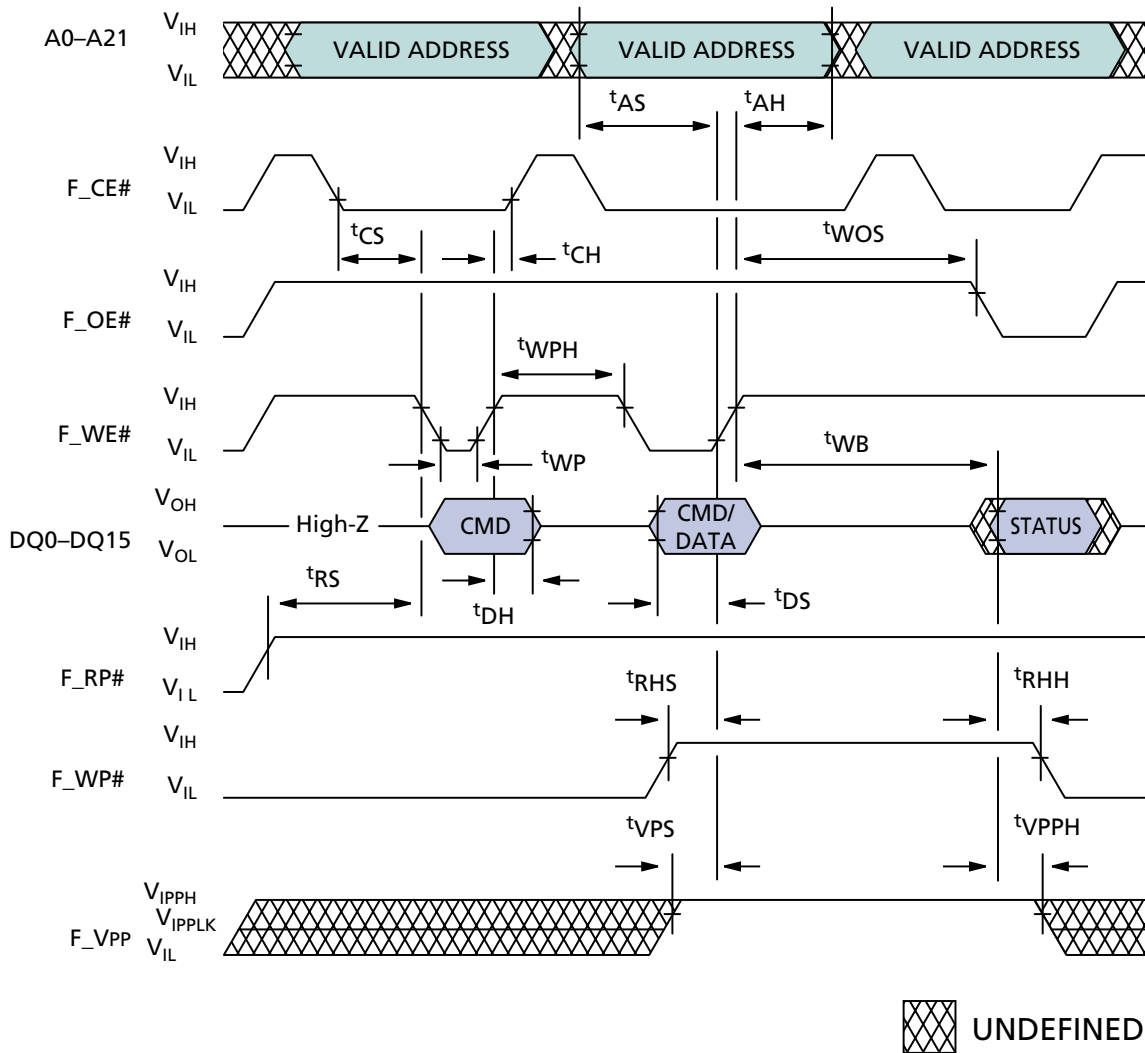 A0–A21
VIH
VIL
VALID ADDRESS
VALID ADDRESS
VALID ADDRESS
tAS
tAH
F_CE#
VIH
VIL
tCS
tCH
tWOS
F_OE#
VIH
VIL
tWPH
F_WE#
VIH
VIL
tWP
tWB
DQ0–DQ15
VOH
VOL
High-Z
CMD
CMD/
DATA
STATUS
tRS
tDH
tDS
F_RP#
VIH
VI L
tRHS
tRHH
F_WP#
VIH
VIL
tVPS
tVPPH
F_VPP
VIPPH
VIPPLK
VIL
UNDEFINED